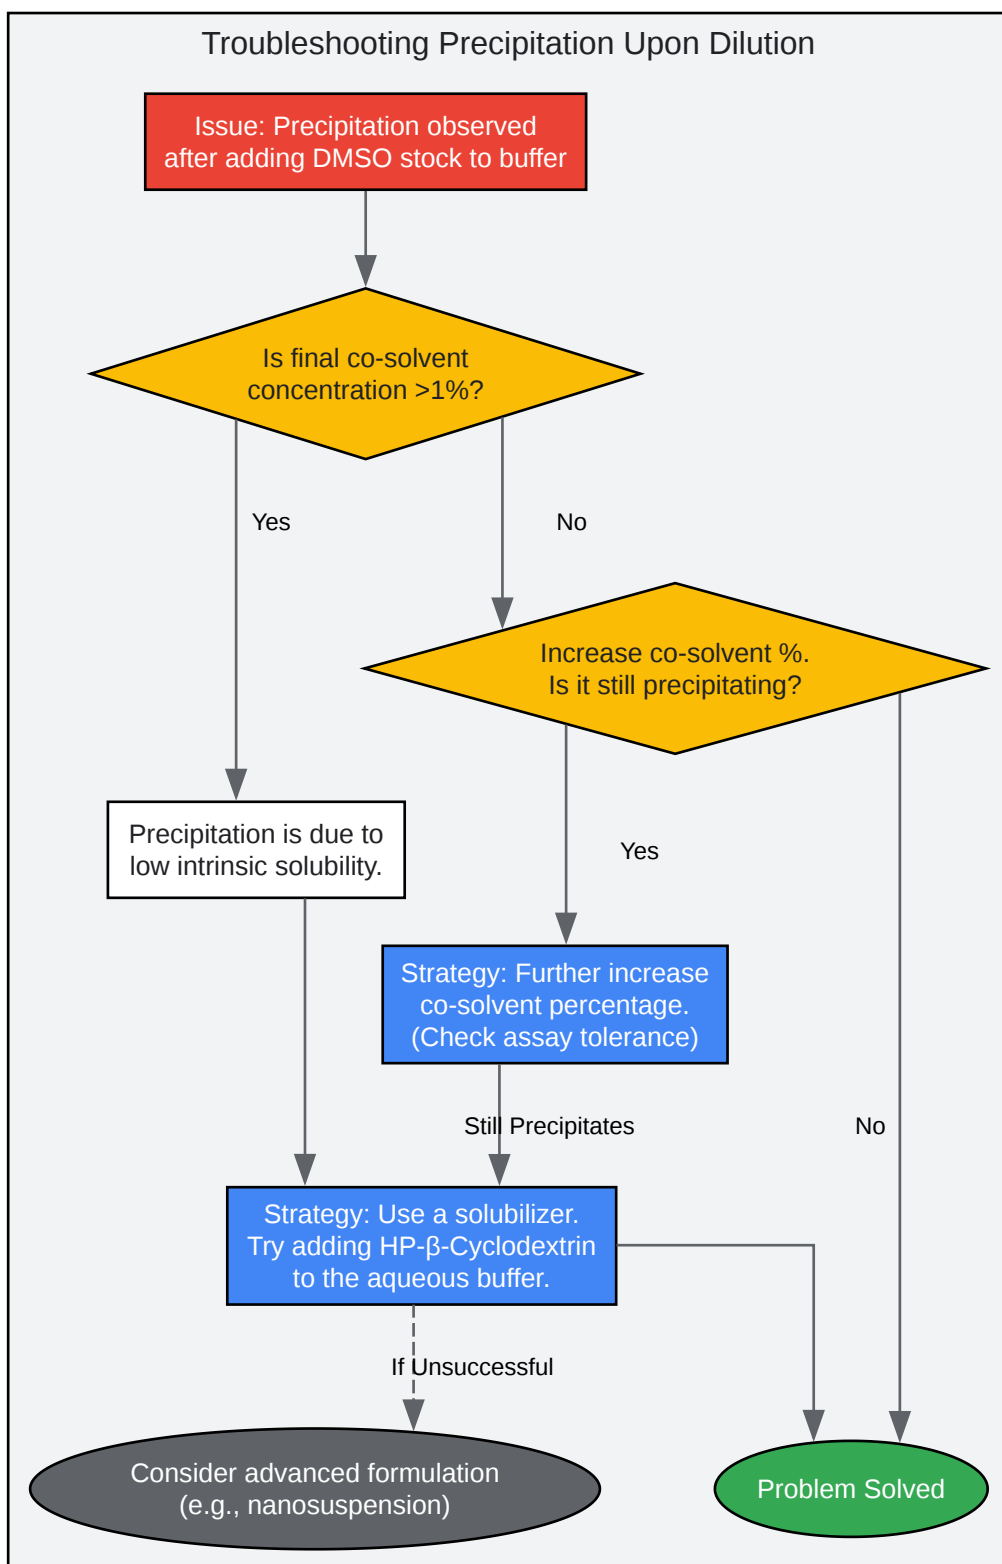 Troubleshooting Precipitation Upon Dilution
Issue: Precipitation observed
after adding DMSO stock to buffer
Is final co-solvent
concentration >1%?
Yes
No
Increase co-solvent %.
Is it still precipitating?
Precipitation is due to
low intrinsic solubility.
Yes
Strategy: Further increase
co-solvent percentage.
(Check assay tolerance)
Still Precipitates
No
Strategy: Use a solubilizer.
Try adding HP-β-Cyclodextrin
to the aqueous buffer.
If Unsuccessful
Consider advanced formulation
(e.g., nanosuspension)
Problem Solved